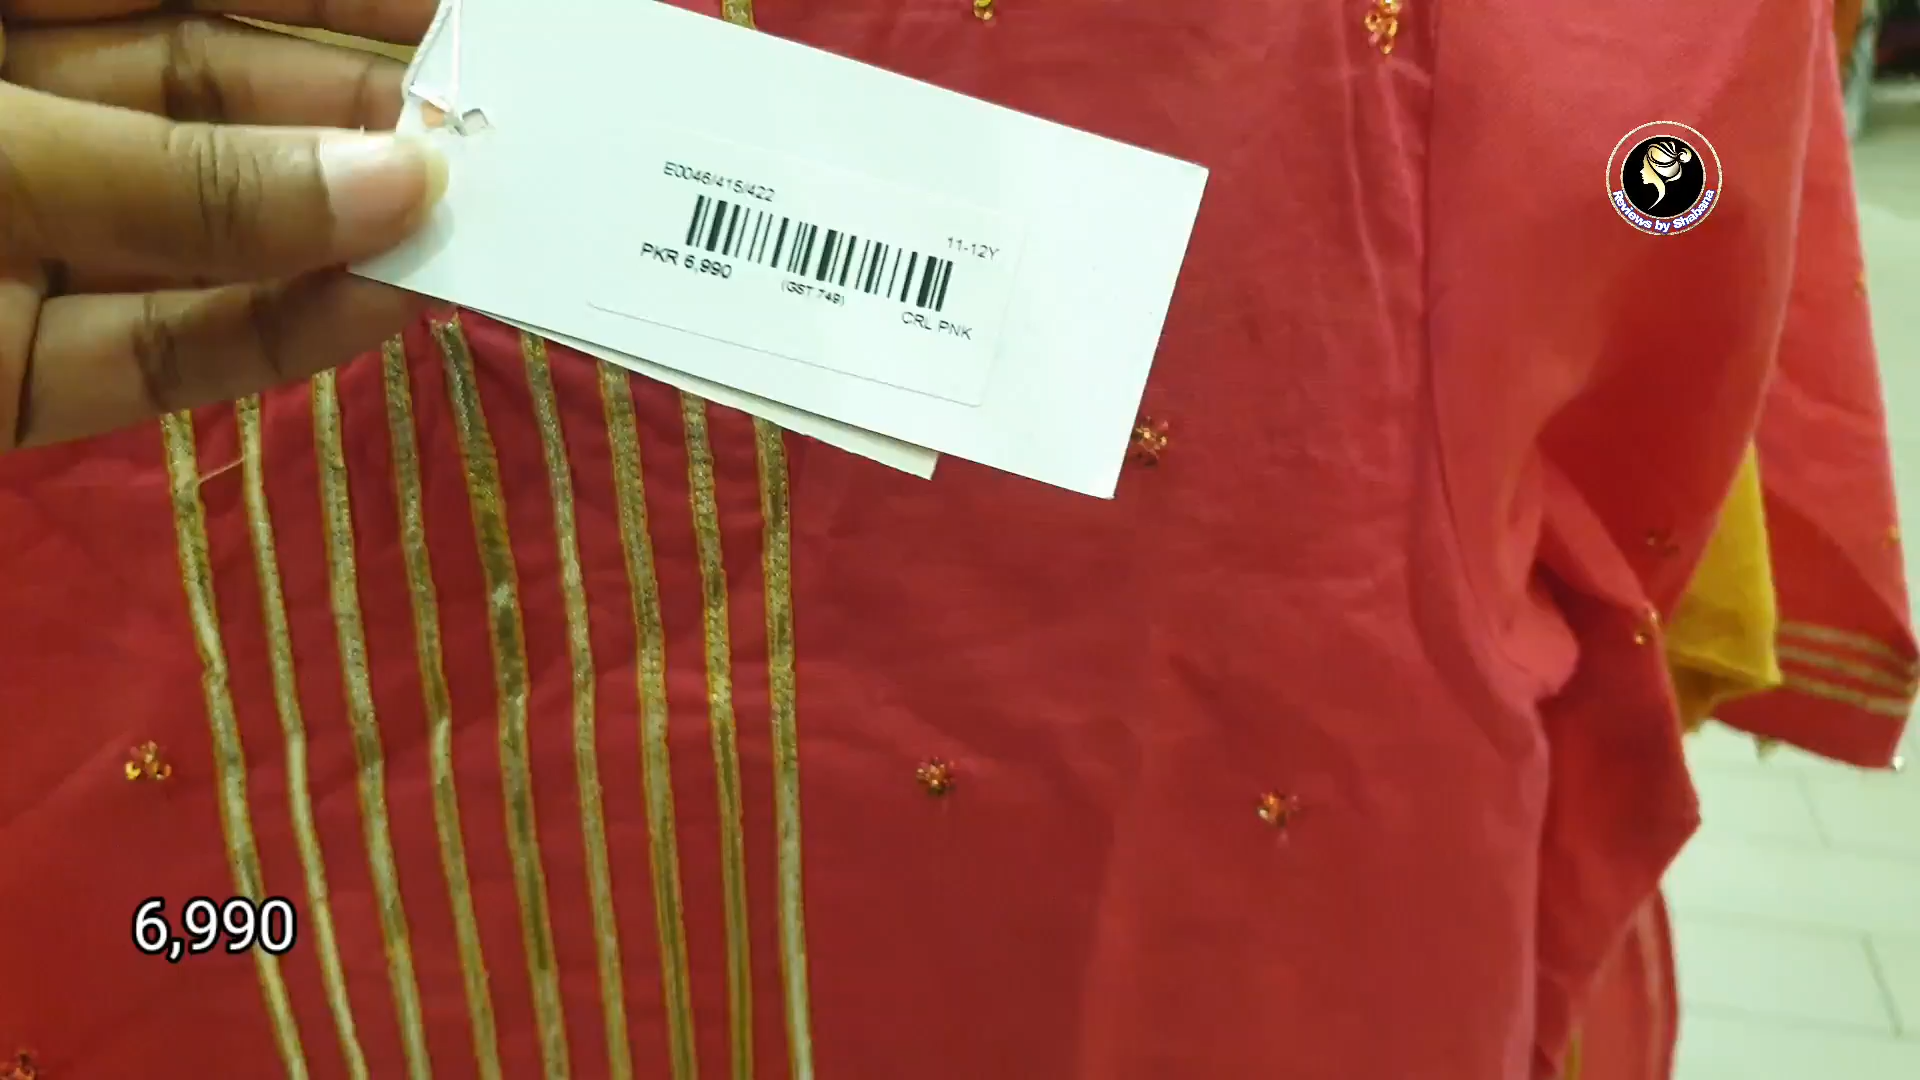 E0046/415/422
11-12Y
PKR 6,990
(GST 749)
CRL PNK
Reviews by Shabana
6,990